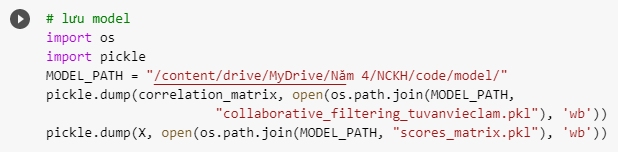 # lưu model
import os
import pickle
MODEL_PATH = "/content/drive/MyDrive/Năm 4/NCKH/code/model/"
pickle.dump(correlation_matrix, open(os.path.join(MODEL_PATH,
"collaborative_filtering_tuvanvieclam.pkl"), 'wb'))
pickle.dump(X, open(os.path.join(MODEL_PATH, "scores_matrix.pkl"), 'wb'))